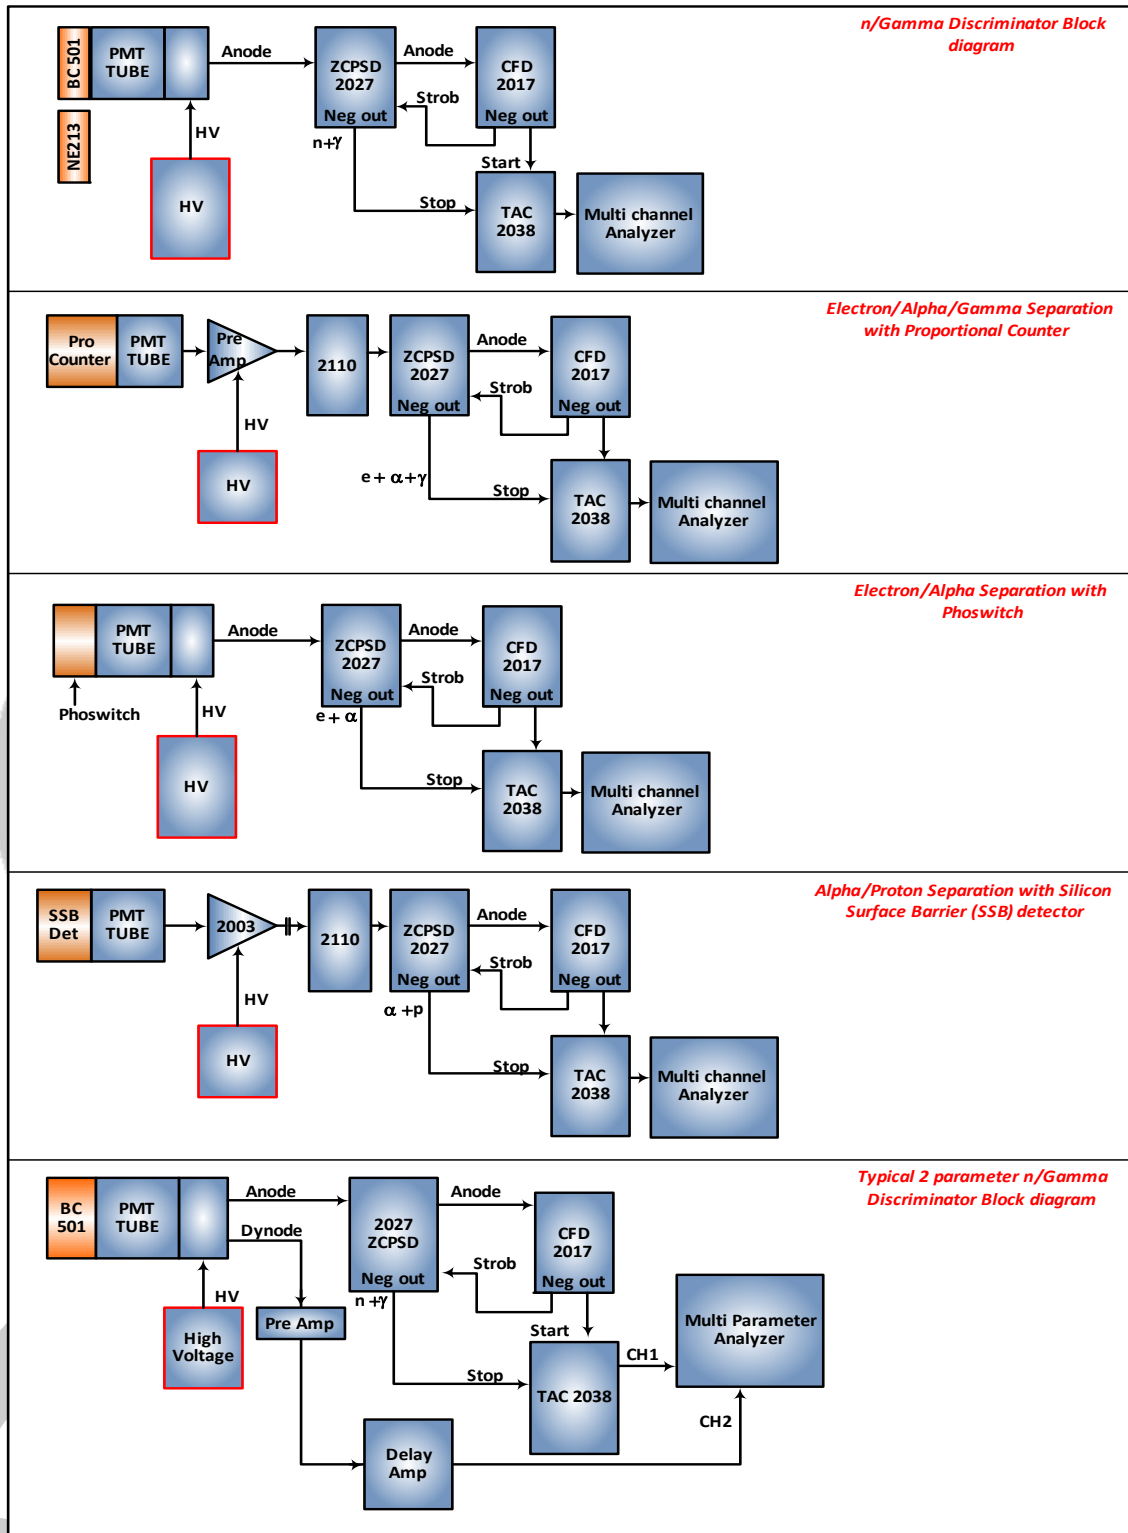 n/Gamma Discriminator Block
diagram
BC 501
PMT
TUBE
Anode
ZCPSD
2027
Neg out
Anode
CFD
2017
Neg out
Strob
NE213
HV
HV
n+γ
Start
Stop
TAC
2038
Multi channel
Analyzer
Electron/Alpha/Gamma Separation
with Proportional Counter
Pro
Counter
PMT
TUBE
Pre
Amp
2110
ZCPSD
2027
Neg out
Anode
CFD
2017
Neg out
Strob
HV
HV
e + α+γ
Stop
TAC
2038
Multi channel
Analyzer
Electron/Alpha Separation with
Phoswitch
PMT
TUBE
Anode
ZCPSD
2027
Neg out
Anode
CFD
2017
Neg out
Strob
Phoswitch
HV
HV
e + α
Stop
TAC
2038
Multi channel
Analyzer
Alpha/Proton Separation with Silicon
Surface Barrier (SSB) detector
SSB
Det
PMT
TUBE
2003
2110
ZCPSD
2027
Neg out
Anode
CFD
2017
Neg out
Strob
HV
HV
α +p
Stop
TAC
2038
Multi channel
Analyzer
Typical 2 parameter n/Gamma
Discriminator Block diagram
BC
501
PMT
TUBE
Anode
Dynode
2027
ZCPSD
Neg out
Anode
CFD
2017
Neg out
Strob
HV
High
Voltage
Pre Amp
n +γ
Start
Stop
TAC 2038
CH1
Multi Parameter
Analyzer
CH2
Delay
Amp